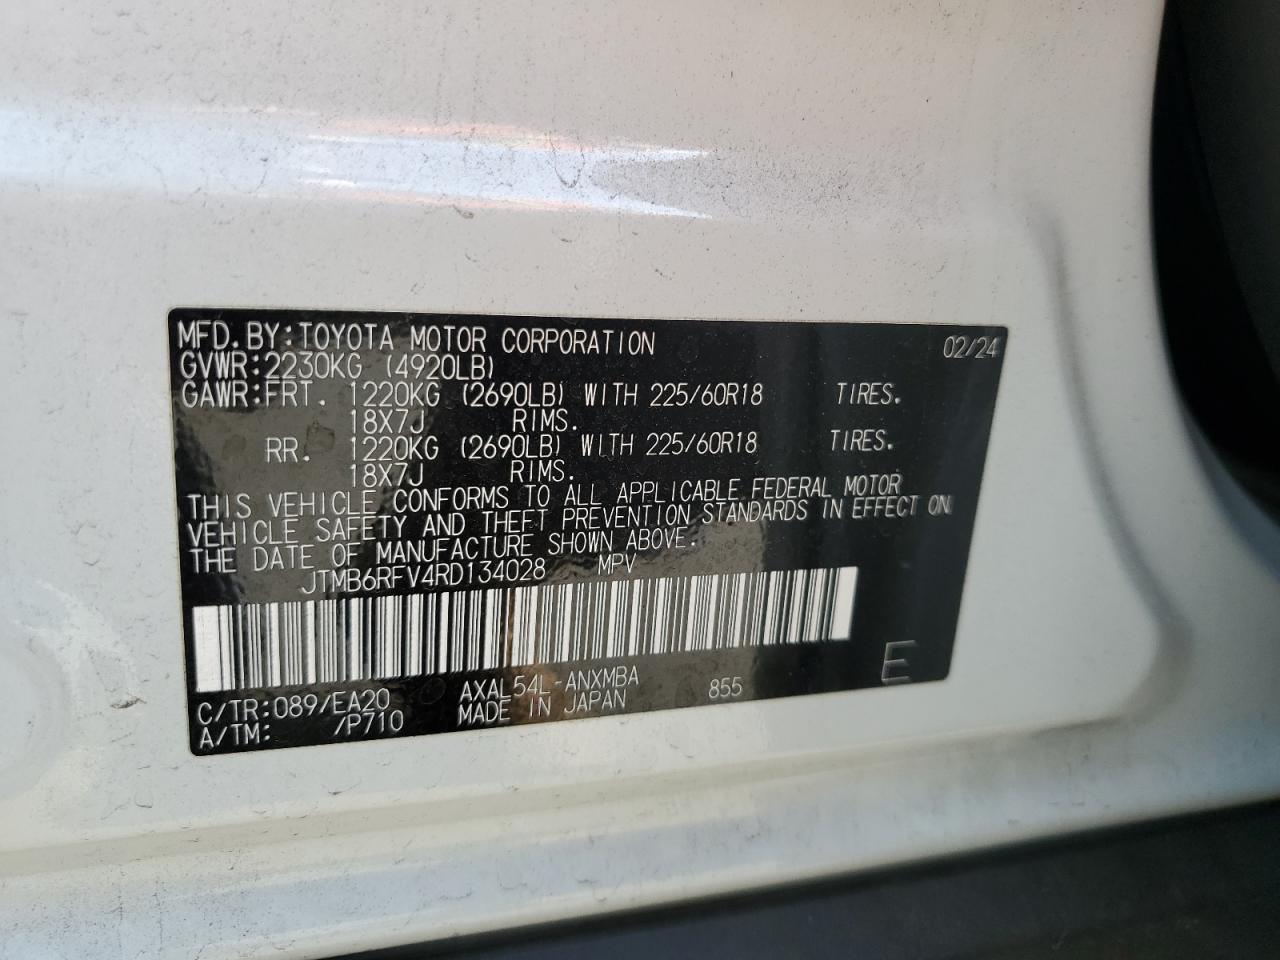 MFD.BY:TOYOTA MOTOR CORPORATION 02/24
GVWR:2230KG (4920LB)
GAWR:FRT. 1220KG (2690LB) WITH 225/60R18 TIRES.
18X7J RIMS.
RR. 1220KG (2690LB) WITH 225/60R18 TIRES.
18X7J RIMS.
THIS VEHICLE CONFORMS TO ALL APPLICABLE FEDERAL MOTOR
VEHICLE SAFETY AND THEFT PREVENTION STANDARDS IN EFFECT ON
THE DATE OF MANUFACTURE SHOWN ABOVE.
JTMB6RFV4RD134028 MPV
E
C/TR:089/EA20 AXAL54L-ANXMBA 855
A/TM: /P710 MADE IN JAPAN